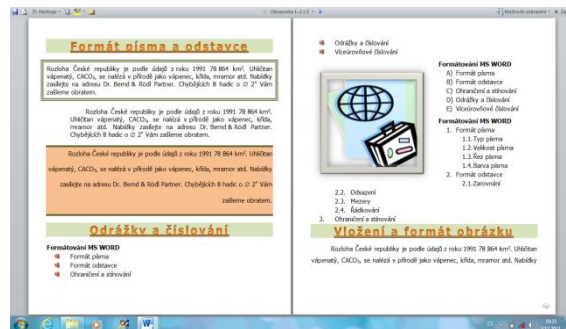 Nástroje
Obrazovka 1-2 z 5
Možnosti zobrazení
Formát písma a odstavce
Rozloha České republiky je podle údajů z roku 1991 78 864 km². Uhličitan
vápenatý, CACO₃, se nalézá v přírodě jako vápenec, křída, mramor atd. Nabídky
zasílejte na adresu Dr. Bernd & Rödl Partner. Chybějících 8 hadic o ∅ 2" Vám
zašleme obratem.
Rozloha České republiky je podle údajů z roku 1991 78 864 km².
Uhličitan vápenatý, CACO₃, se nalézá v přírodě jako vápenec, křída,
mramor atd. Nabídky zasílejte na adresu Dr. Bernd & Rödl Partner.
Chybějících 8 hadic o ∅ 2" Vám zašleme obratem.
Rozloha České republiky je podle údajů z roku 1991 78 864 km². Uhličitan
vápenatý, CACO₃, se nalézá v přírodě jako vápenec, křída, mramor atd. Nabídky
zasílejte na adresu Dr. Bernd & Rödl Partner. Chybějících 8 hadic o ∅ 2" Vám
zašleme obratem.
Odrážky a číslování
Formátování MS WORD
Formát písma
Formát odstavce
Ohraničení a stínování
Odrážky a číslování
Víceúrovňové číslování
Formátování MS WORD
A) Formát písma
B) Formát odstavce
C) Ohraničení a stínování
D) Odrážky a číslování
E) Víceúrovňové číslování
Formátování MS WORD
1. Formát písma
1.1.Typ písma
1.2.Velikost písma
1.3.Řez písma
1.4.Barva písma
2. Formát odstavce
2.1.Zarovnání
2.2. Odsazení
2.3. Mezery
2.4. Řádkování
3. Ohraničení a stínování
Vložení a formát obrázku
Rozloha České republiky je podle údajů z roku 1991 78 864 km². Uhličitan
vápenatý, CACO₃, se nalézá v přírodě jako vápenec, křída, mramor atd. Nabídky